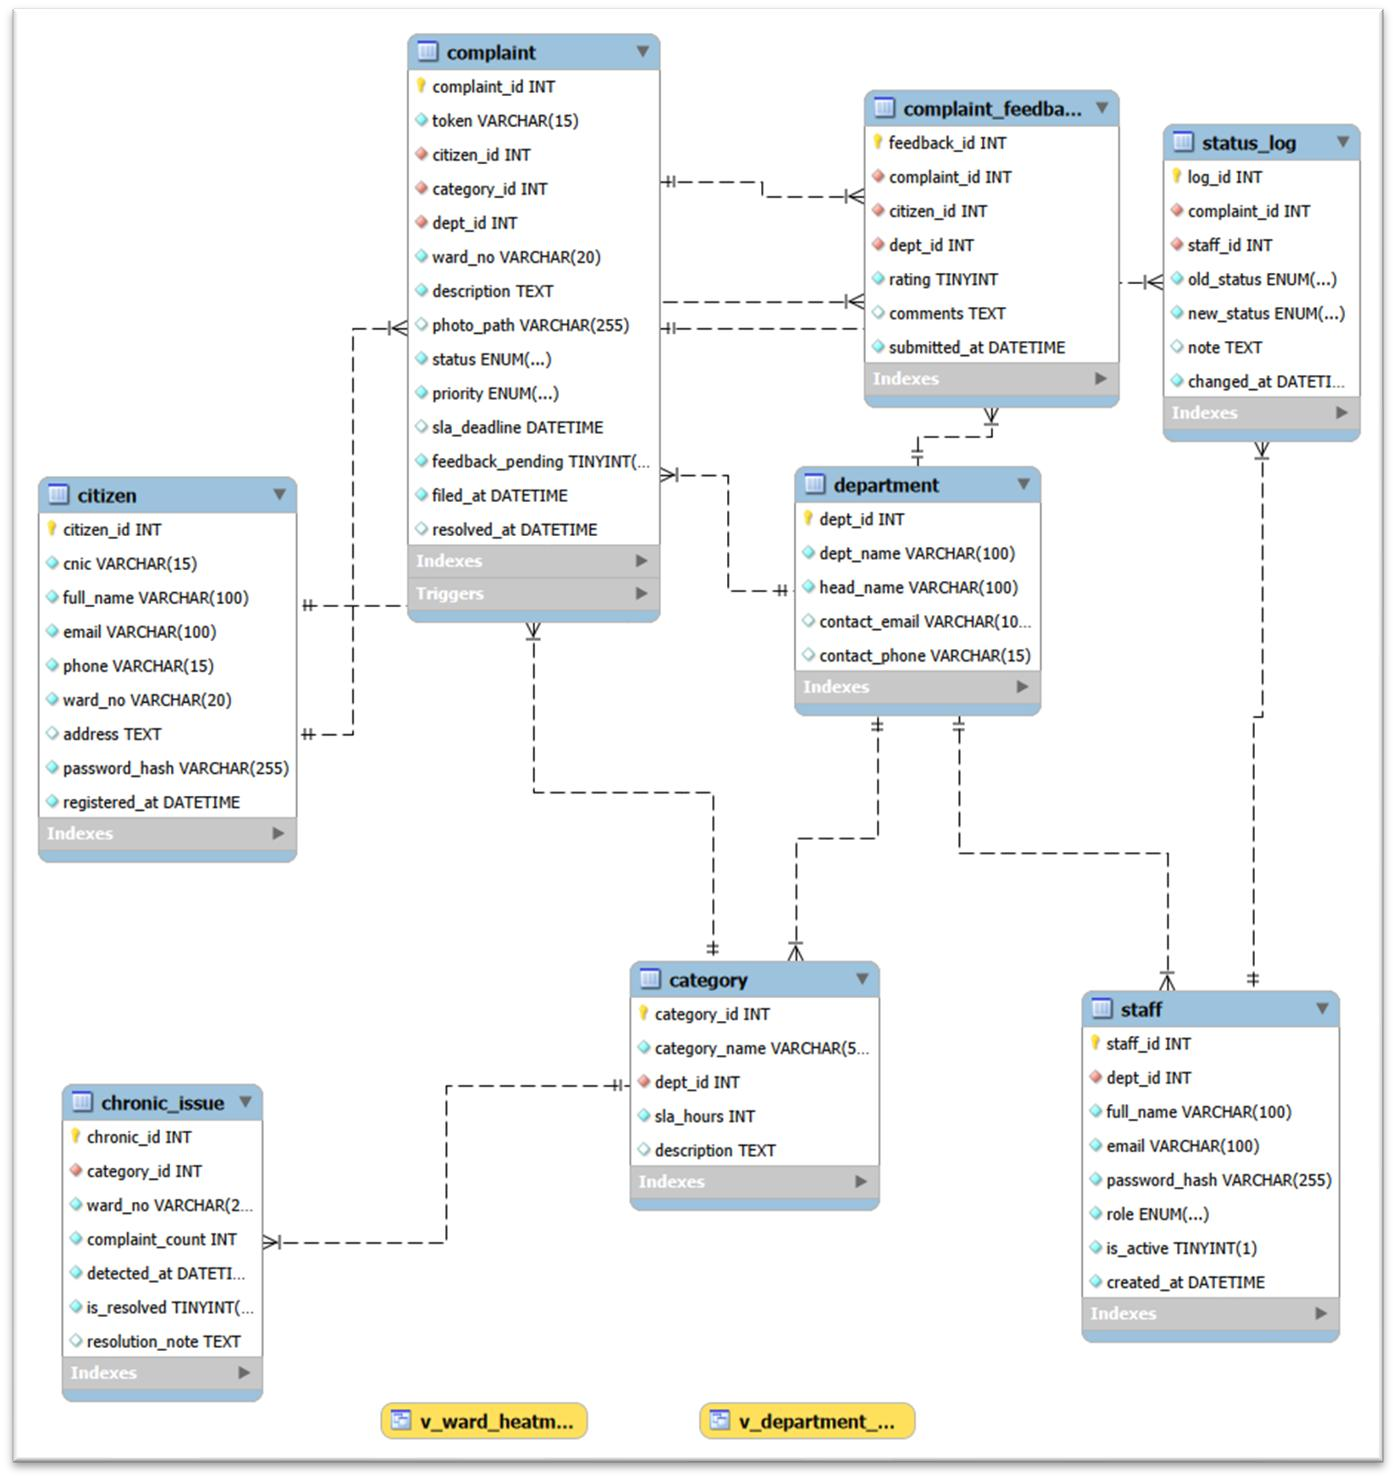 complaint
complaint_id INT
token VARCHAR(15)
citizen_id INT
category_id INT
dept_id INT
ward_no VARCHAR(20)
description TEXT
photo_path VARCHAR(255)
status ENUM(...)
priority ENUM(...)
sla_deadline DATETIME
feedback_pending TINYINT(...
filed_at DATETIME
resolved_at DATETIME
Indexes
Triggers
complaint_feedba...
feedback_id INT
complaint_id INT
citizen_id INT
dept_id INT
rating TINYINT
comments TEXT
submitted_at DATETIME
Indexes
status_log
log_id INT
complaint_id INT
staff_id INT
old_status ENUM(...)
new_status ENUM(...)
note TEXT
changed_at DATETI...
Indexes
citizen
citizen_id INT
cnic VARCHAR(15)
full_name VARCHAR(100)
email VARCHAR(100)
phone VARCHAR(15)
ward_no VARCHAR(20)
address TEXT
password_hash VARCHAR(255)
registered_at DATETIME
Indexes
department
dept_id INT
dept_name VARCHAR(100)
head_name VARCHAR(100)
contact_email VARCHAR(10...
contact_phone VARCHAR(15)
Indexes
category
category_id INT
category_name VARCHAR(5...
dept_id INT
sla_hours INT
description TEXT
Indexes
staff
staff_id INT
dept_id INT
full_name VARCHAR(100)
email VARCHAR(100)
password_hash VARCHAR(255)
role ENUM(...)
is_active TINYINT(1)
created_at DATETIME
Indexes
chronic_issue
chronic_id INT
category_id INT
ward_no VARCHAR(2...
complaint_count INT
detected_at DATETI...
is_resolved TINYINT(...
resolution_note TEXT
Indexes
v_ward_heatm...
v_department_...